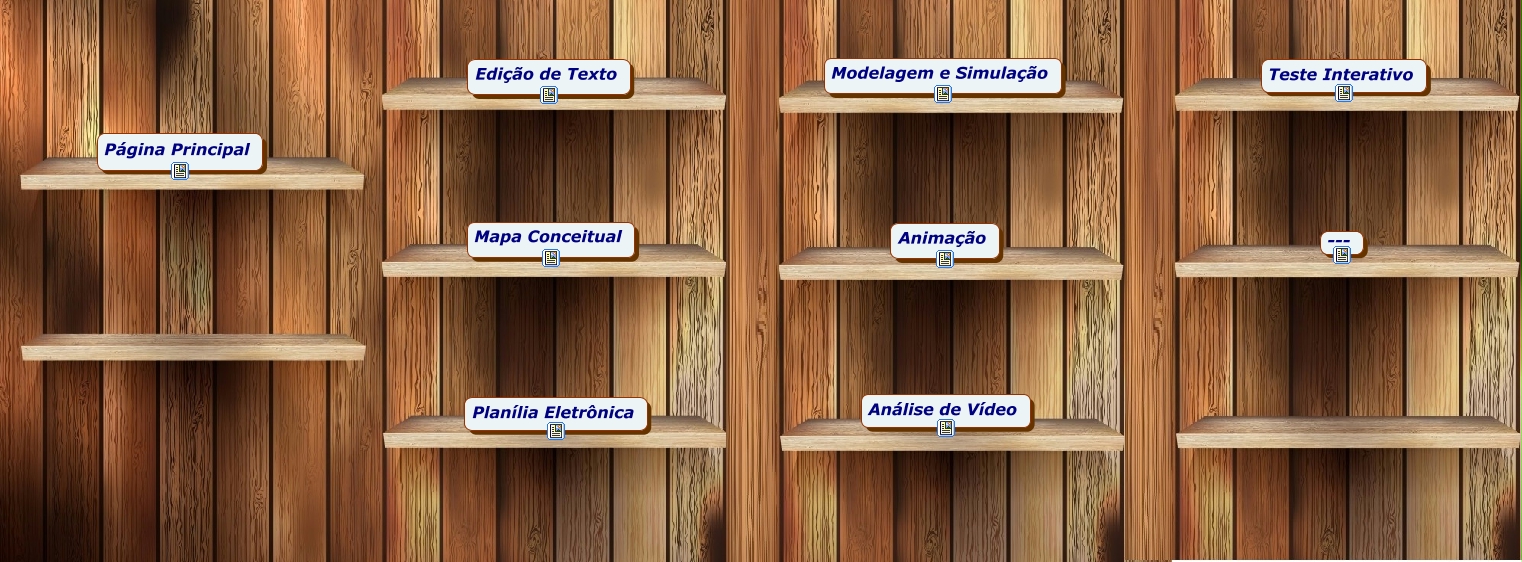 Página Principal
Edição de Texto
Mapa Conceitual
Planília Eletrônica
Modelagem e Simulação
Animação
Análise de Vídeo
Teste Interativo
---